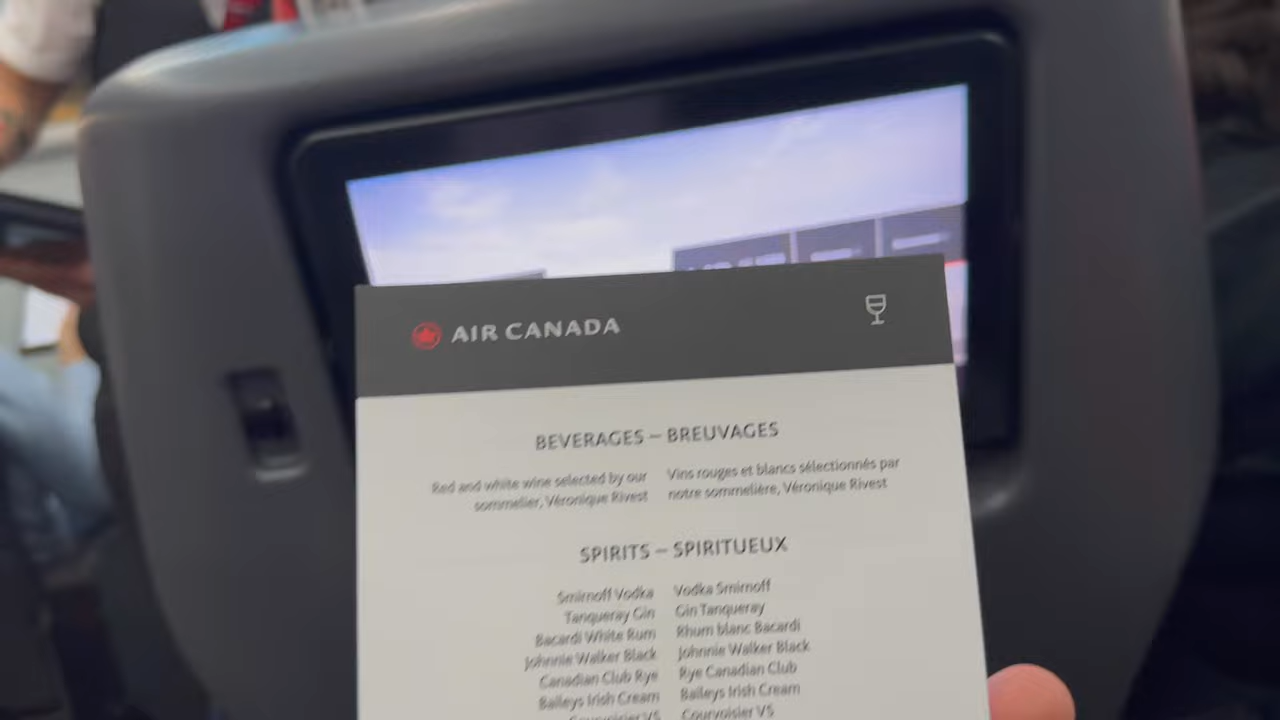 AIR CANADA
BEVERAGES – BREUVAGES
Red and white wine selected by our
sommelier, Véronique Rivest
Vins rouges et blancs sélectionnés par
notre sommelière, Véronique Rivest
SPIRITS – SPIRITUEUX
Smirnoff Vodka
Vodka Smirnoff
Tanqueray Gin
Gin Tanqueray
Bacardi White Rum
Rhum blanc Bacardi
Johnnie Walker Black
Johnnie Walker Black
Canadian Club Rye
Rye Canadian Club
Baileys Irish Cream
Baileys Irish Cream
Courvoisier VS
Courvoisier VS